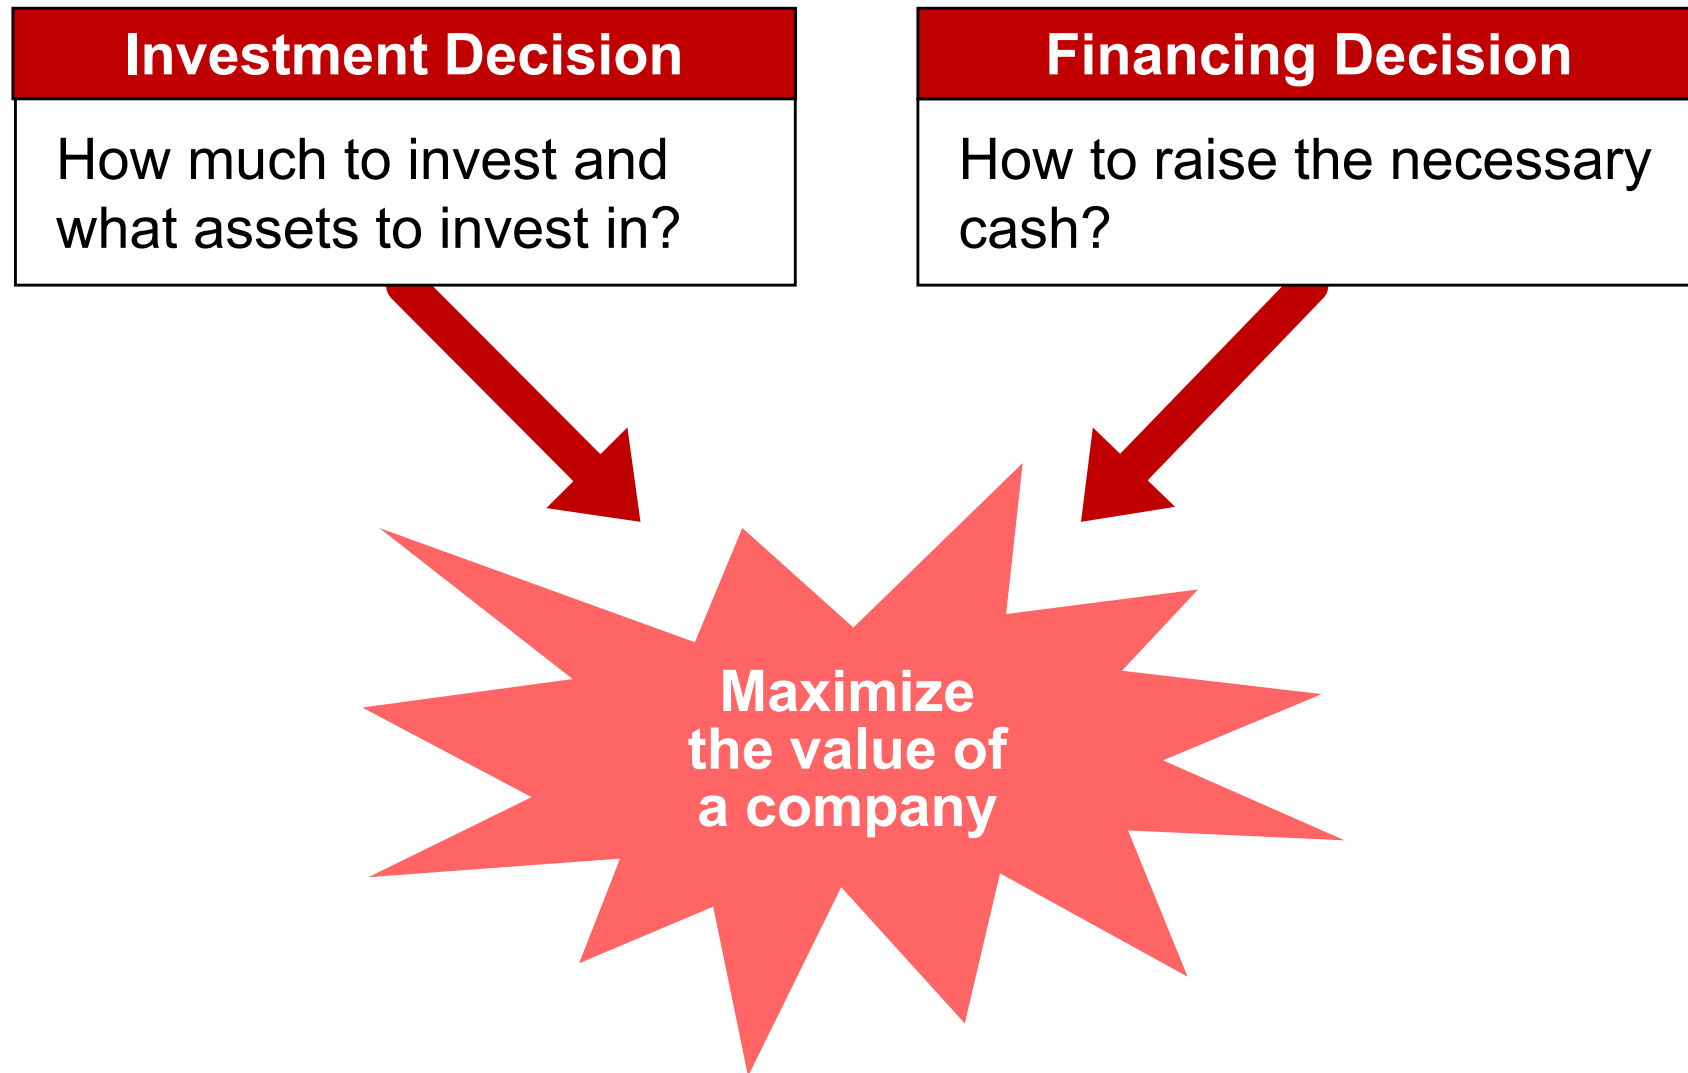 Investment Decision
How much to invest and
what assets to invest in?
Financing Decision
How to raise the necessary
cash?
Maximize
the value of
a company